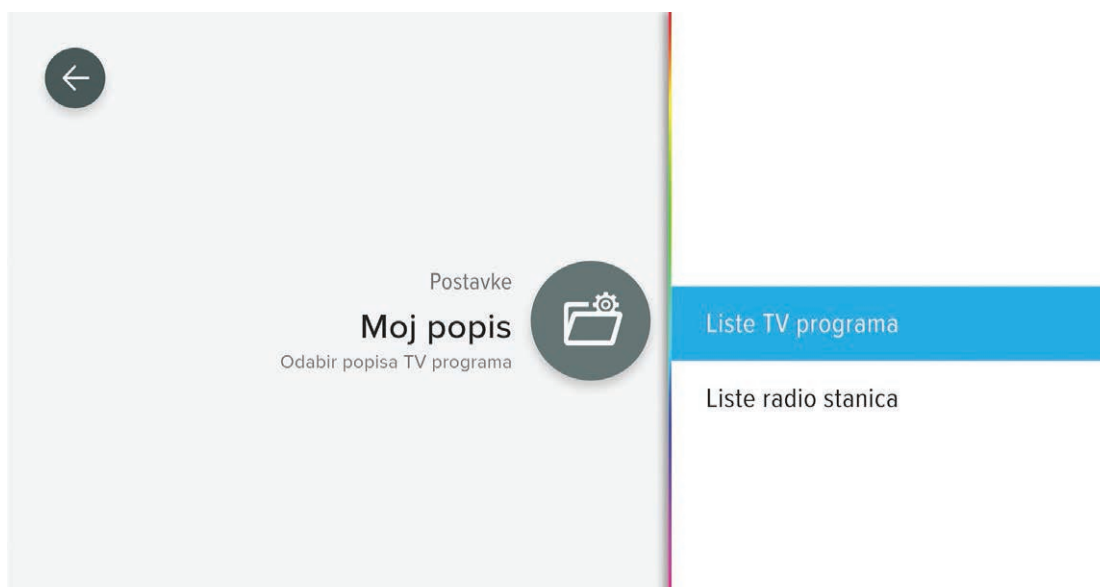 Postavke
Moj popis
Odabir popisa TV programa
Liste TV programa
Liste radio stanica